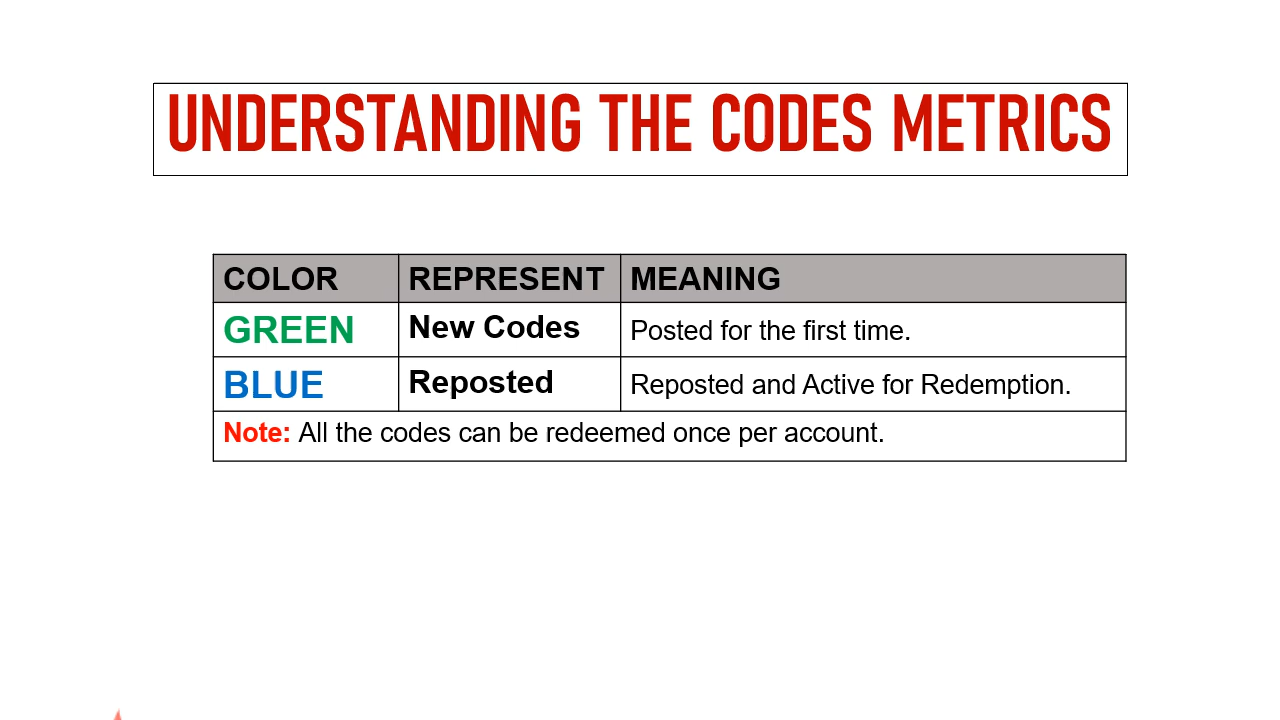 UNDERSTANDING THE CODES METRICS
COLOR REPRESENT MEANING
GREEN New Codes Posted for the first time.
BLUE Reposted Reposted and Active for Redemption.
Note: All the codes can be redeemed once per account.